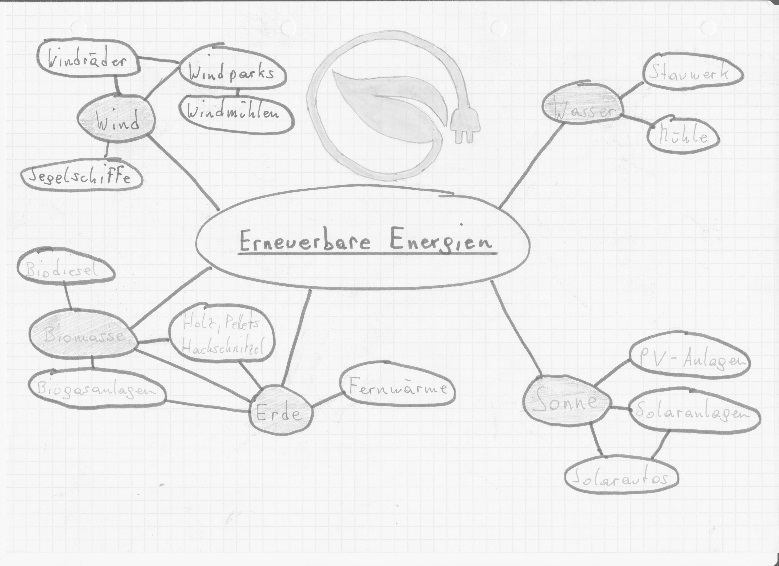 Windräder
Windparks
Windmühlen
Wind
Segelschiffe
Stauwerk
Wasser
Mühle
Erneuerbare Energien
Biodiesel
Biomasse
Holz, Pelets
Hackschnitzel
Biogasanlagen
Erde
Fernwärme
PV-Anlagen
Sonne
Solaranlagen
Solarautos